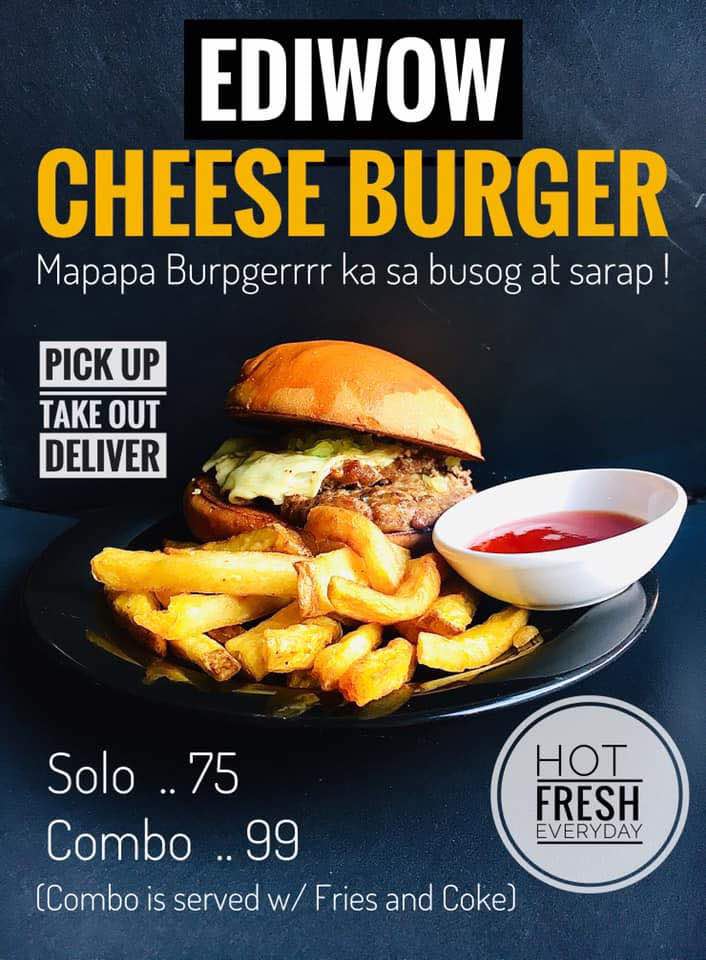 EDIWOW
CHEESE BURGER
Mapapa Burpgerrrr ka sa busog at sarap !
PICK UP
TAKE OUT
DELIVER
Solo .. 75
Combo .. 99
(Combo is served w/ Fries and Coke)
HOT
FRESH
EVERYDAY